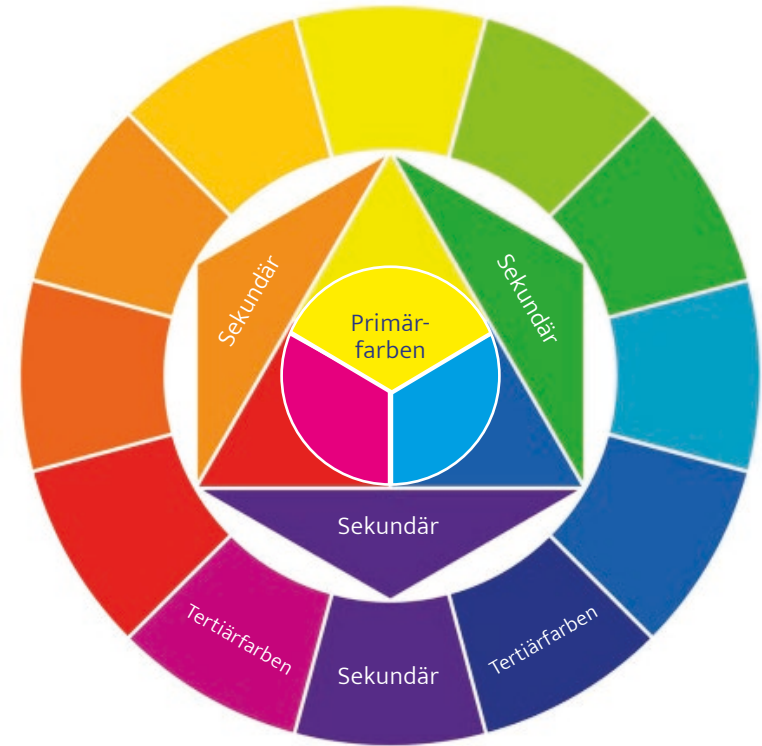 Sekundär
Sekundär
Primär-
farben
Sekundär
Tertiärfarben
Sekundär
Tertiärfarben